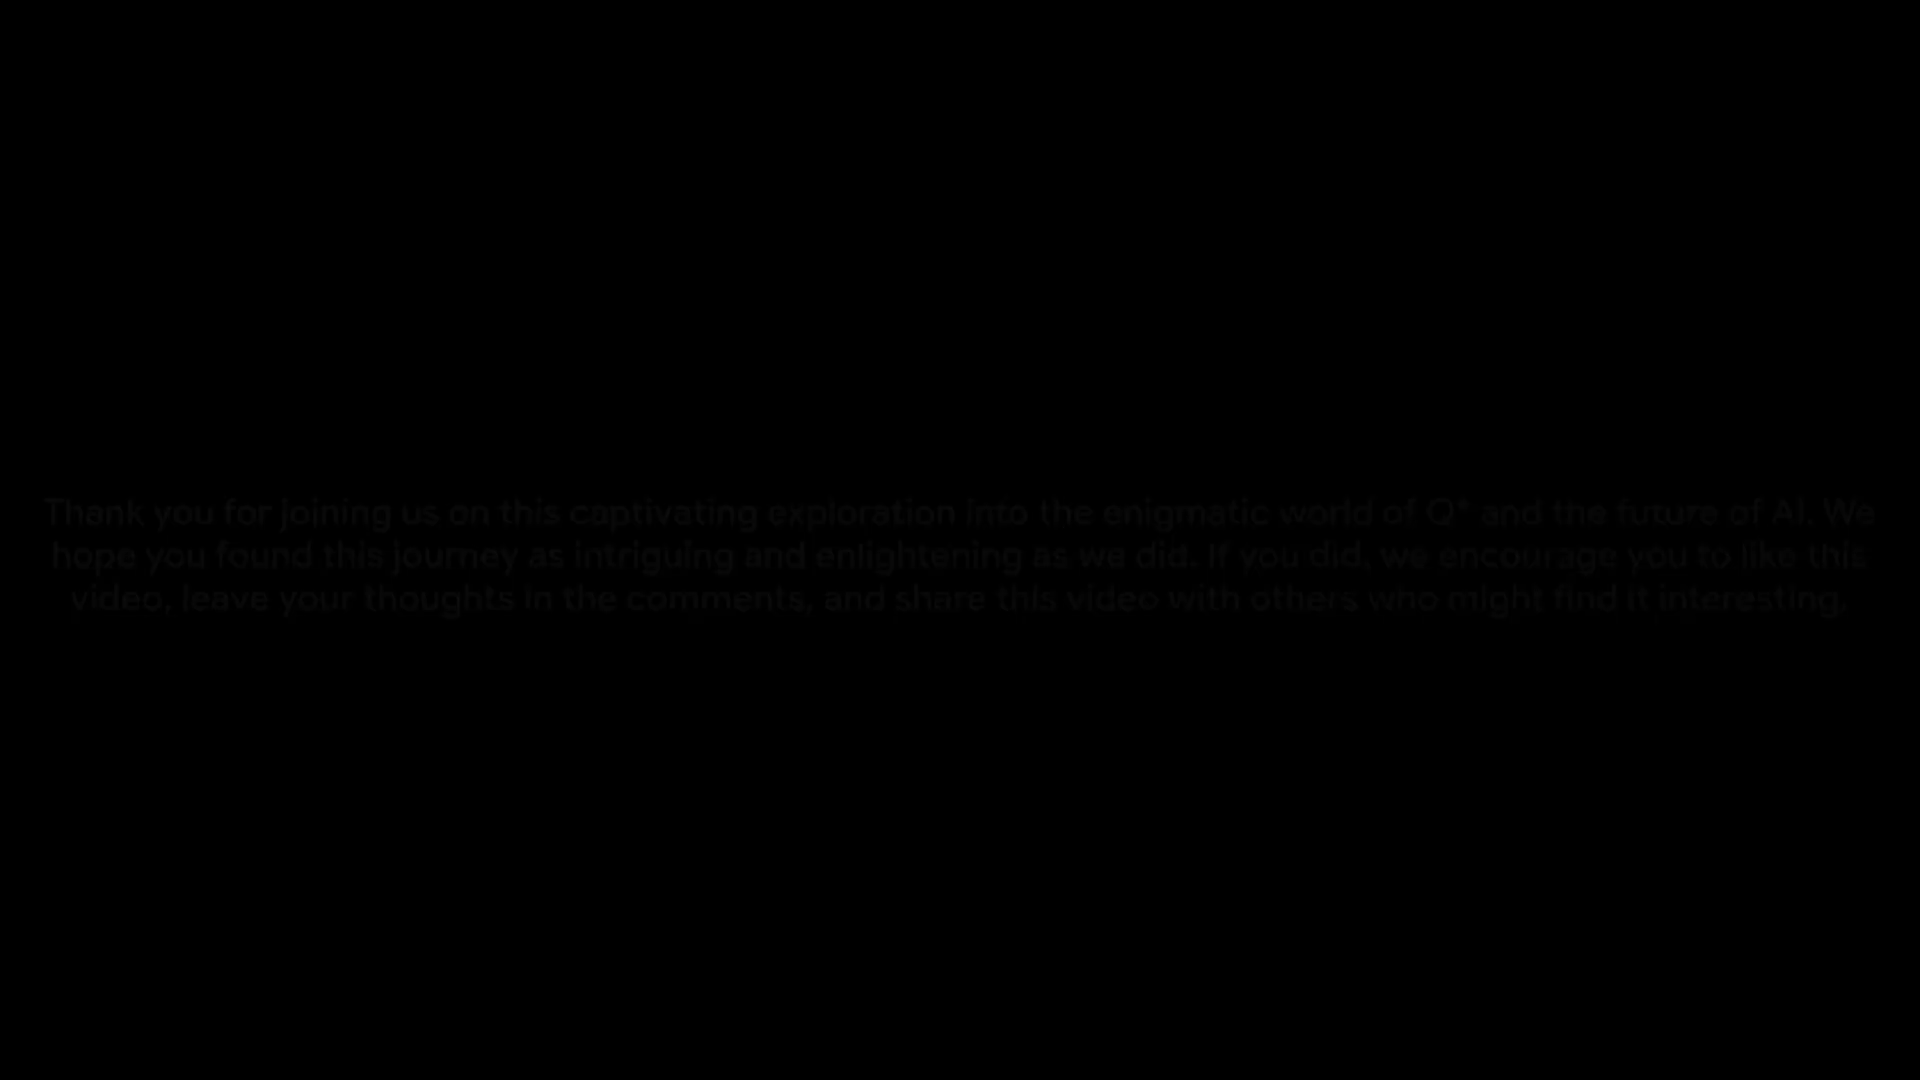 Thank you for joining us on this captivating exploration into the enigmatic world of Q* and the future of AI. We
hope you found this journey as intriguing and enlightening as we did. If you did, we encourage you to like this
video, leave your thoughts in the comments, and share this video with others who might find it interesting.